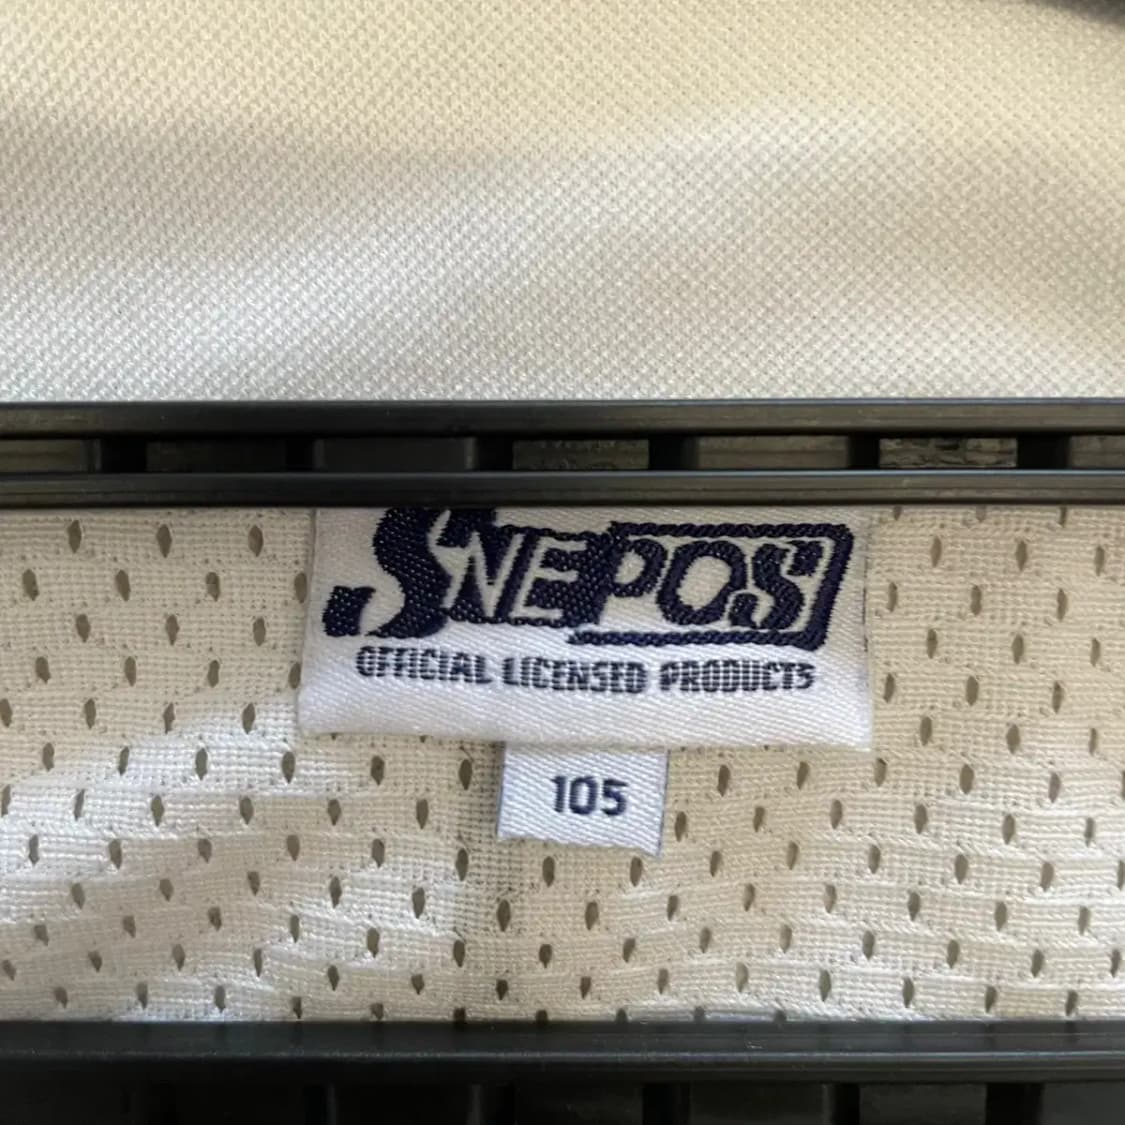 SNEPOS
OFFICIAL LICENSED PRODUCTS
105